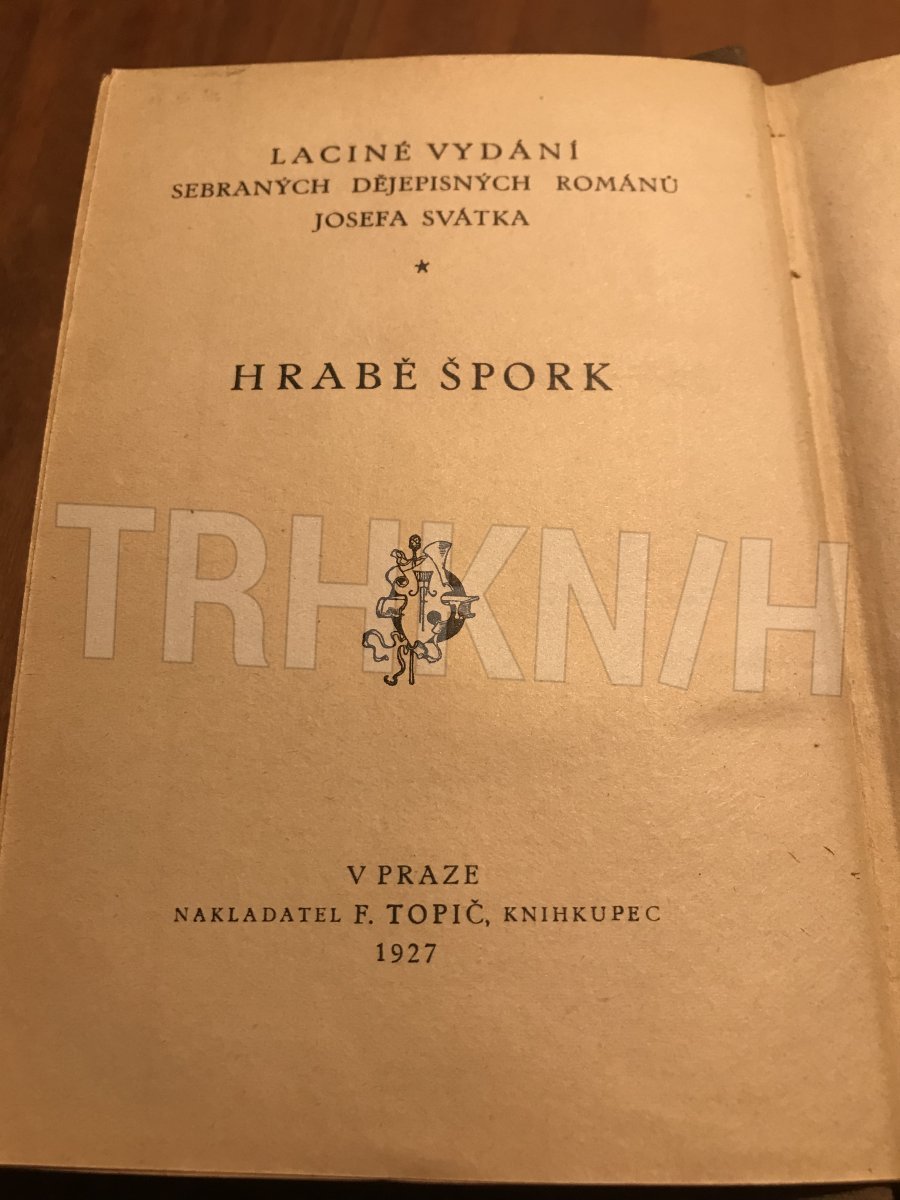 LACINÉ VYDÁNÍ
SEBRANÝCH DĚJEPISNÝCH ROMÁNŮ
JOSEFA SVÁTKA
*
HRABĚ ŠPORK
TRHKNIH
V PRAZE
NAKLADATEL F. TOPIČ, KNIHKUPEC
1927